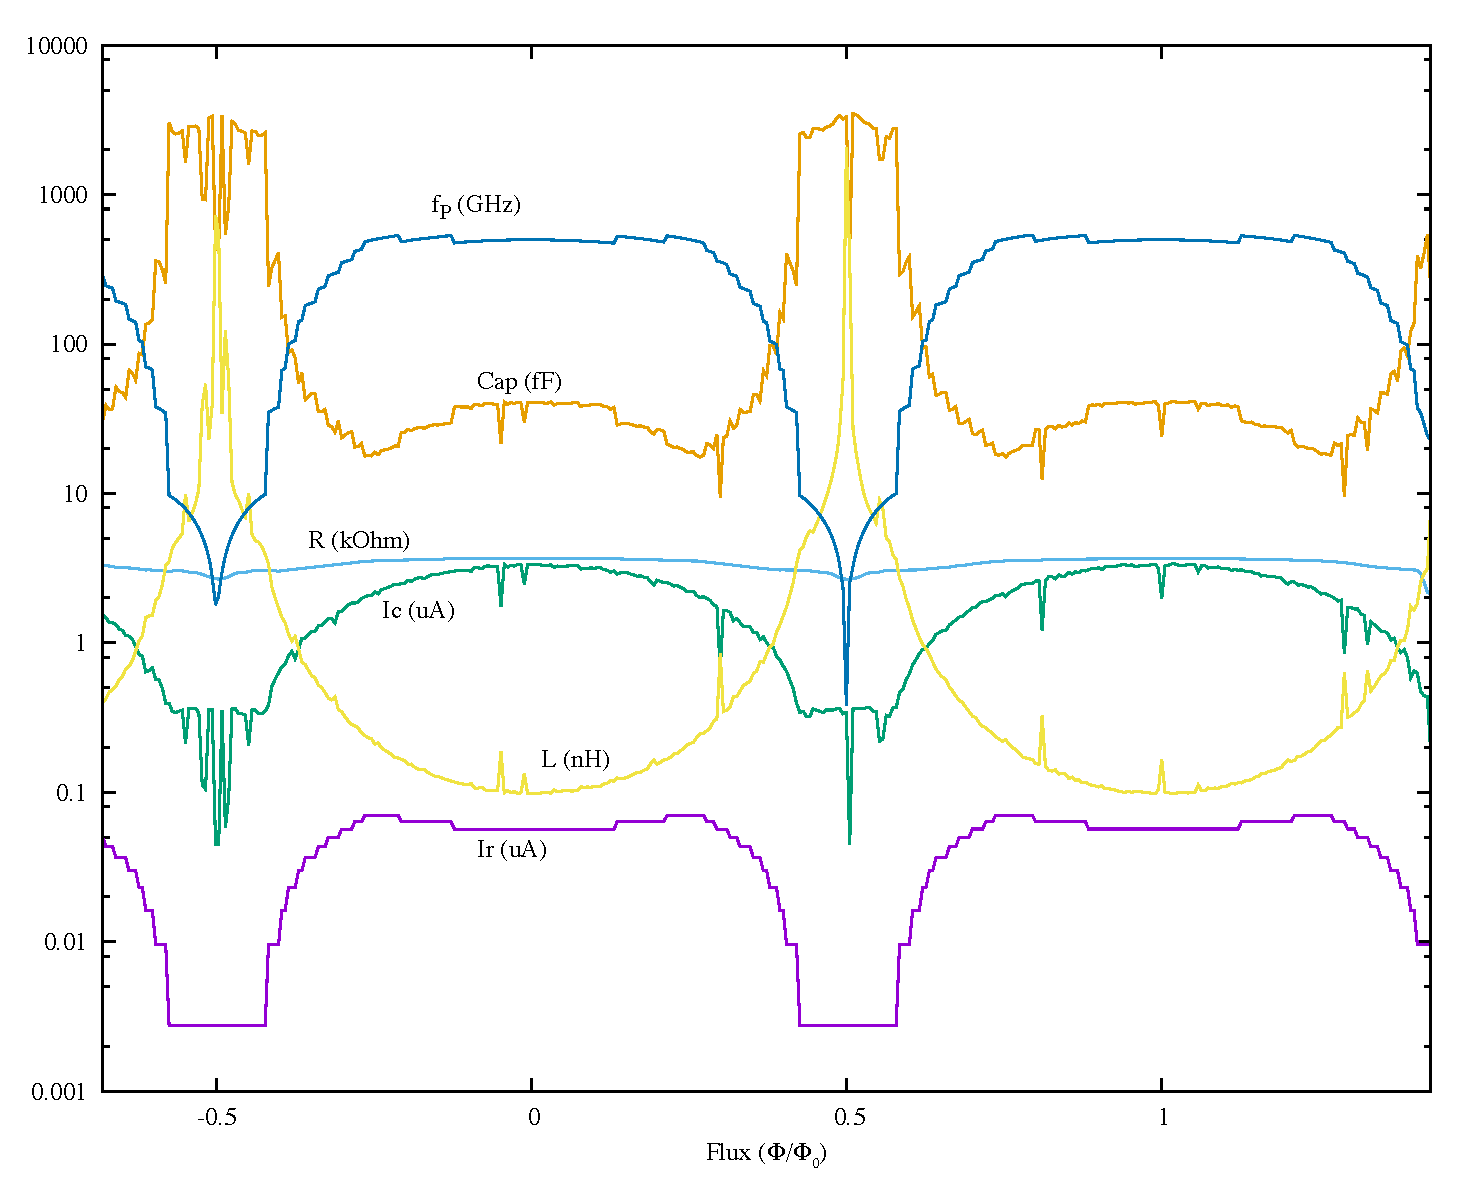 10000
1000
100
10
1
0.1
0.01
0.001
f_P (GHz)
Cap (fF)
R (kOhm)
Ic (uA)
L (nH)
Ir (uA)
-0.5
0
0.5
1
Flux (Φ/Φ_0)